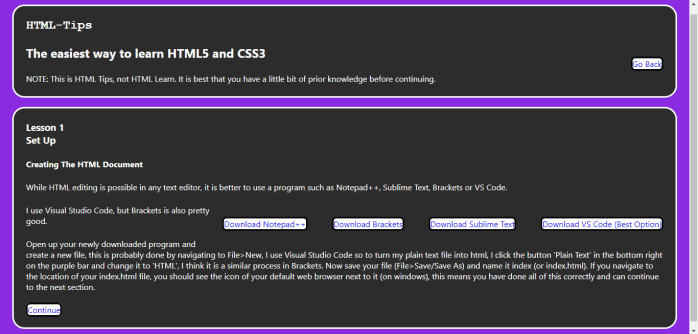 HTML-Tips
The easiest way to learn HTML5 and CSS3
Go Back
NOTE: This is HTML Tips, not HTML Learn. It is best that you have a little bit of prior knowledge before continuing.
Lesson 1
Set Up
Creating The HTML Document
While HTML editing is possible in any text editor, it is better to use a program such as Notepad++, Sublime Text, Brackets or VS Code.
I use Visual Studio Code, but Brackets is also pretty
good.
Download Notepad++ Download Brackets Download Sublime Text Download VS Code (Best Option)
Open up your newly downloaded program and
create a new file, this is probably done by navigating to File>New, I use Visual Studio Code so to turn my plain text file into html, I click the button 'Plain Text' in the bottom right
on the purple bar and change it to 'HTML', I think it is a similar process in Brackets. Now save your file (File>Save/Save As) and name it index (or index.html). If you navigate to
the location of your index.html file, you should see the icon of your default web browser next to it (on windows), this means you have done all of this correctly and can continue
to the next section.
Continue